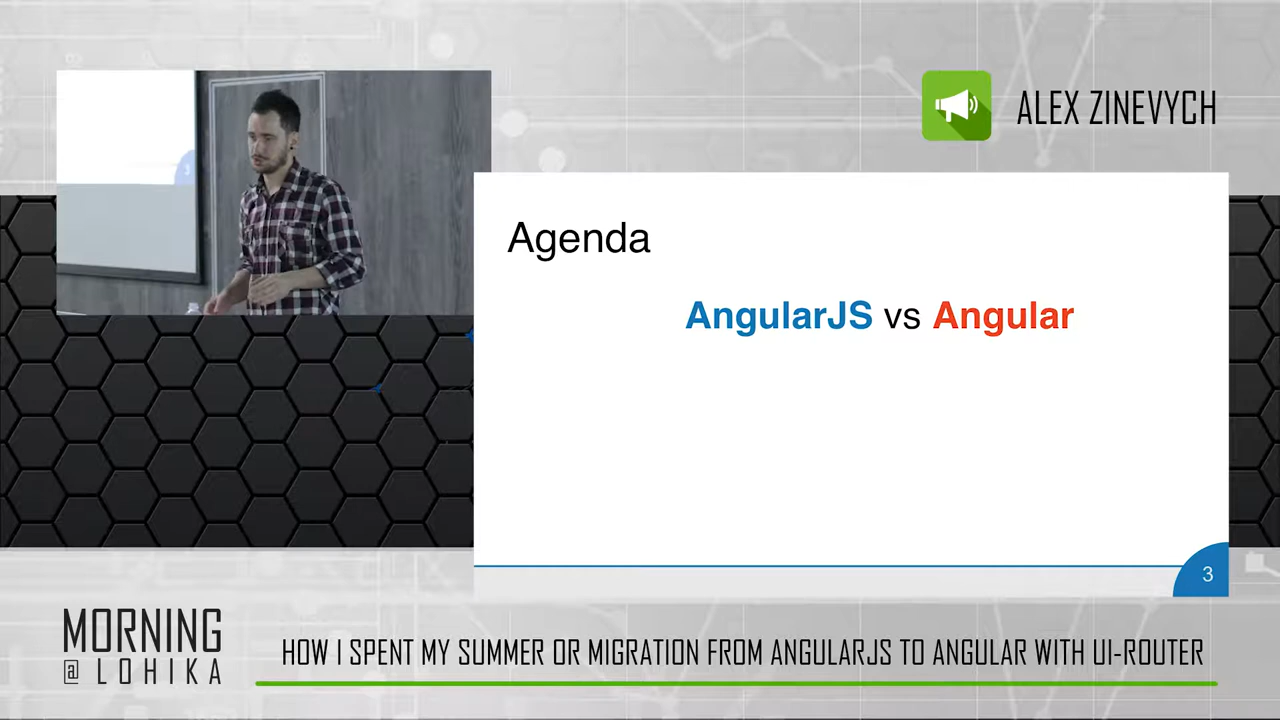 ALEX ZINEVYCH
Agenda
AngularJS vs Angular
3
3
MORNING
@ LOHIKA
HOW I SPENT MY SUMMER OR MIGRATION FROM ANGULARJS TO ANGULAR WITH UI-ROUTER